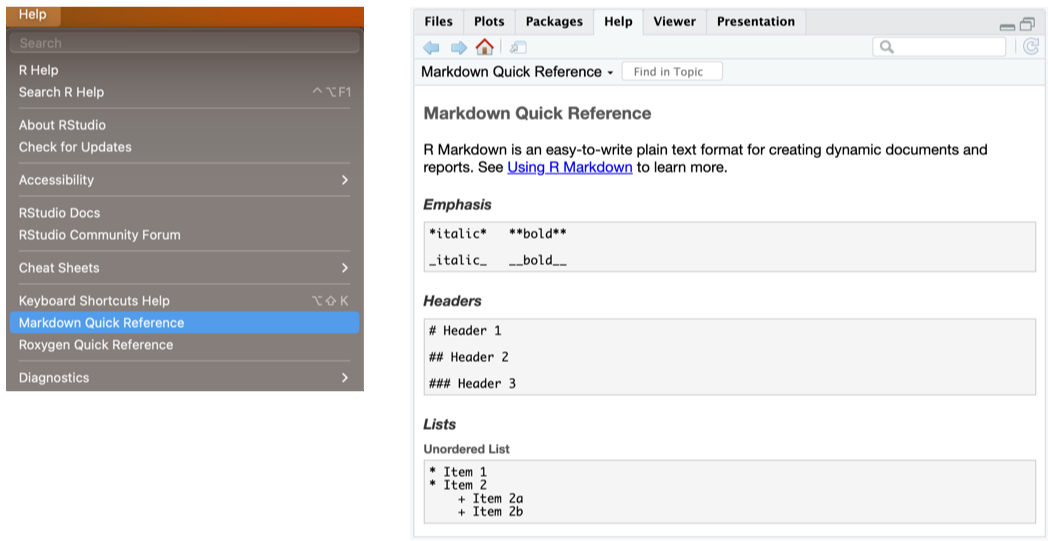 Help
Search
R Help
Search R Help ⌃⌥F1
About RStudio
Check for Updates
Accessibility
RStudio Docs
RStudio Community Forum
Cheat Sheets
Keyboard Shortcuts Help ⌥⇧K
Markdown Quick Reference
Roxygen Quick Reference
Diagnostics
Files Plots Packages Help Viewer Presentation
Markdown Quick Reference Find in Topic
Markdown Quick Reference
R Markdown is an easy-to-write plain text format for creating dynamic documents and
reports. See Using R Markdown to learn more.
Emphasis
*italic* **bold**
_italic_ __bold__
Headers
# Header 1
## Header 2
### Header 3
Lists
Unordered List
* Item 1
* Item 2
+ Item 2a
+ Item 2b